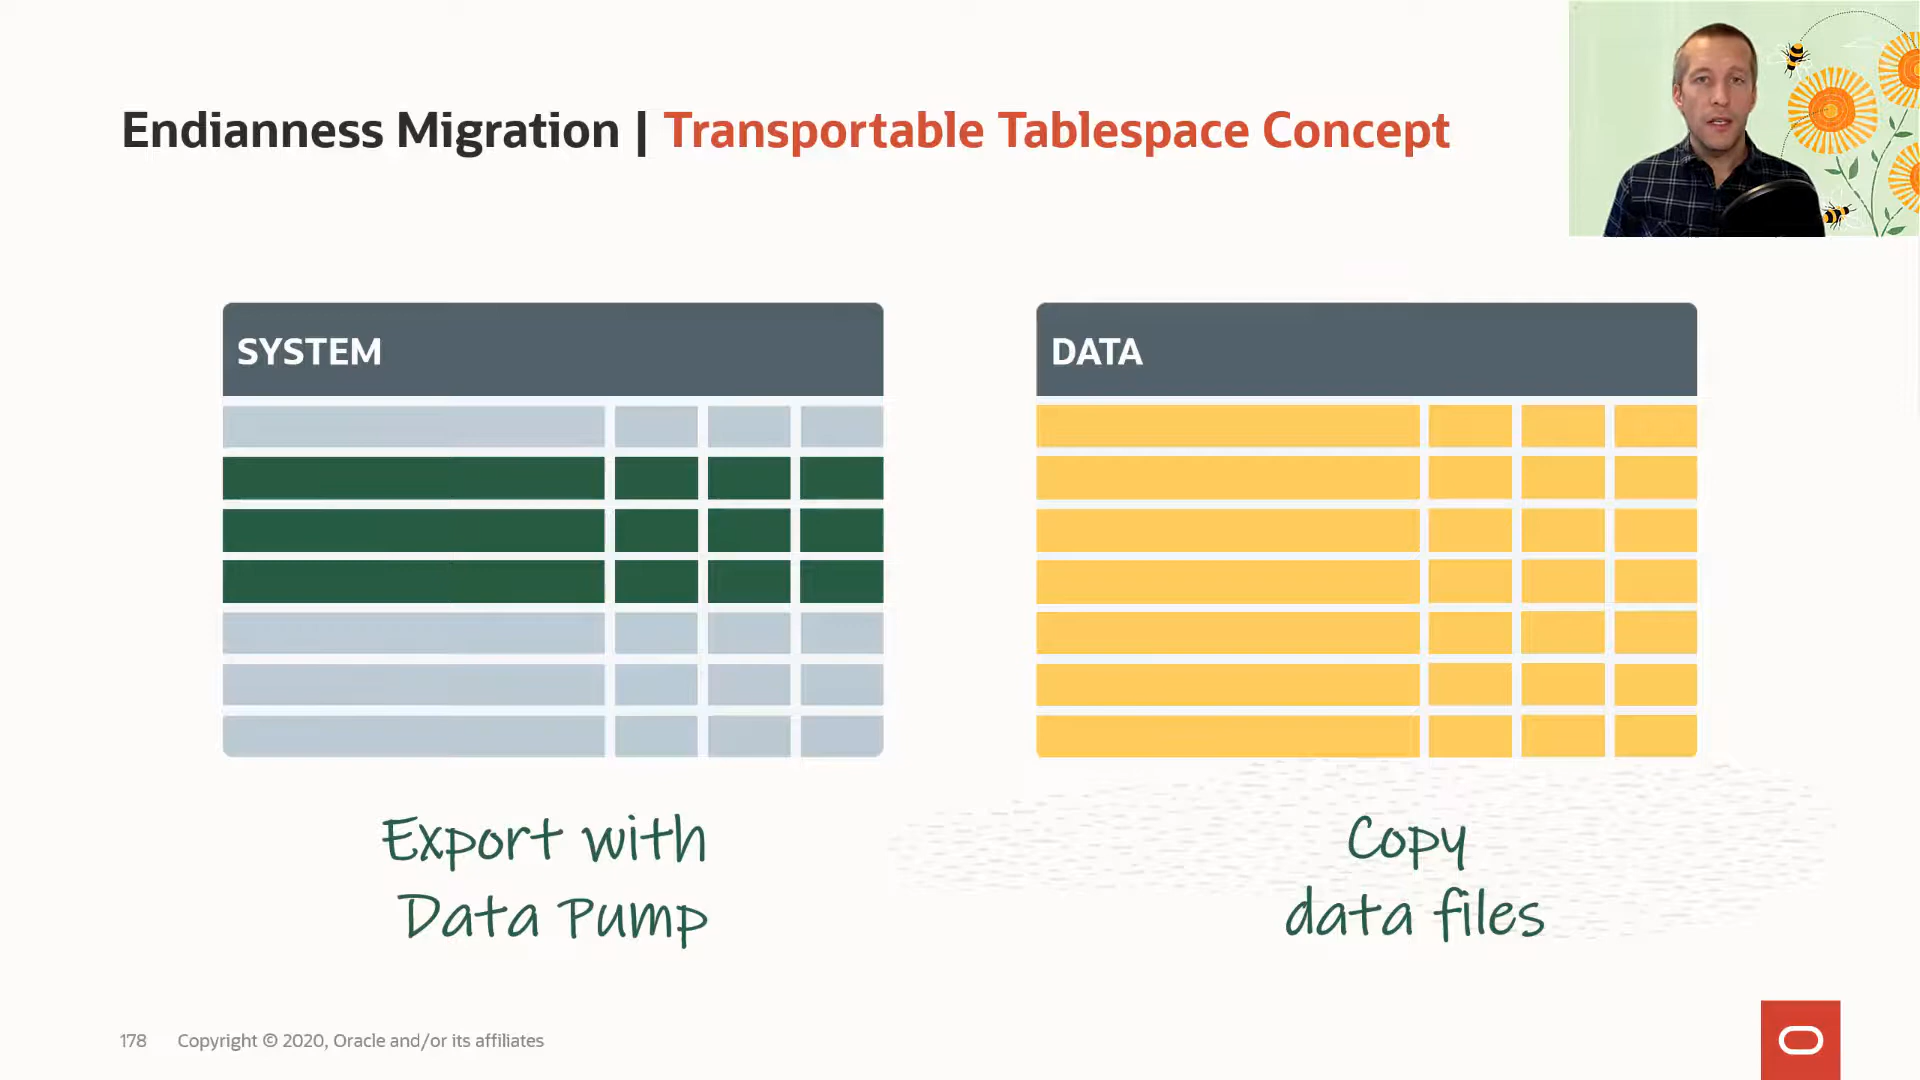 Endianness Migration | Transportable Tablespace Concept
SYSTEM
DATA
Export with
Data Pump
Copy
data files
178 Copyright © 2020, Oracle and/or its affiliates